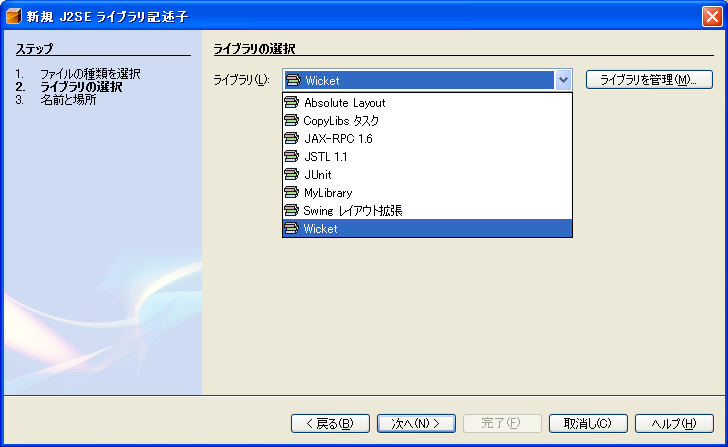 新規 J2SE ライブラリ記述子
ステップ
1. ファイルの種類を選択
2. ライブラリの選択
3. 名前と場所
ライブラリの選択
ライブラリ(L): Wicket ライブラリを管理(M)...
Absolute Layout
CopyLibs タスク
JAX-RPC 1.6
JSTL 1.1
JUnit
MyLibrary
Swing レイアウト拡張
Wicket
< 戻る(B) 次へ(N) > 完了(F) 取消し(C) ヘルプ(H)